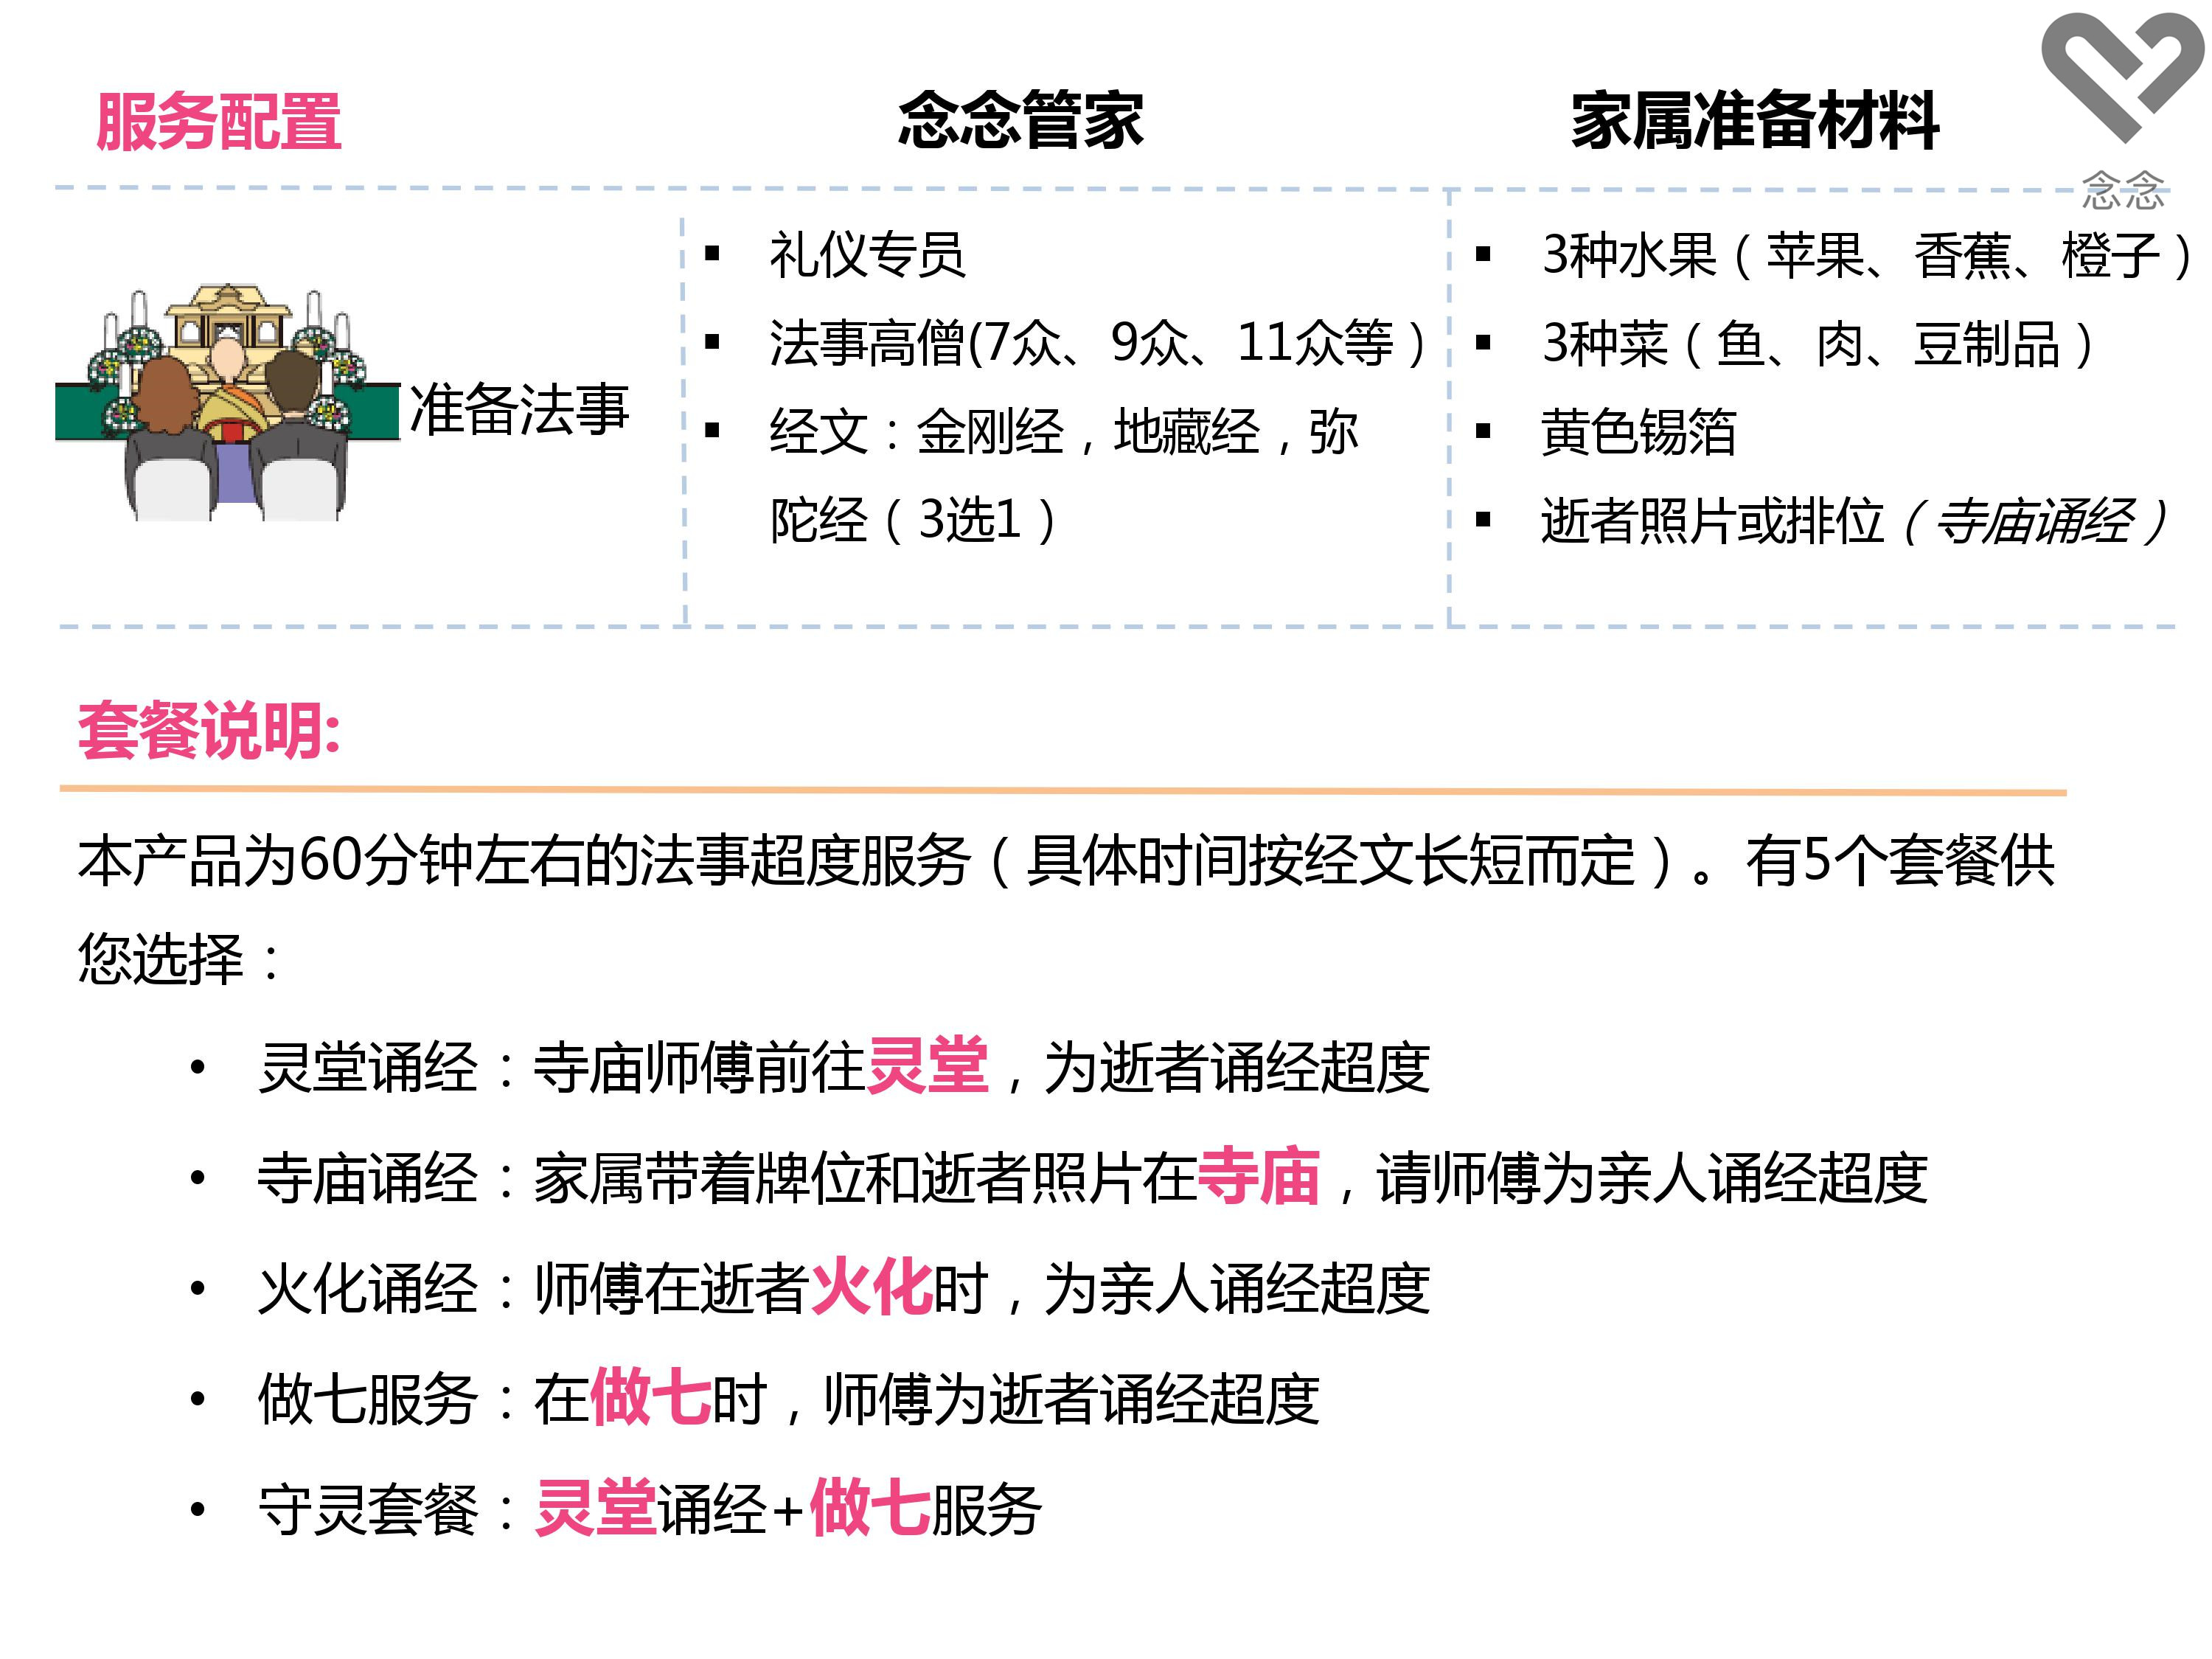 服务配置
念念管家
家属准备材料
念念
准备法事
▪ 礼仪专员
▪ 法事高僧(7众、9众、11众等）
▪ 经文：金刚经，地藏经，弥
陀经（3选1）
▪ 3种水果（苹果、香蕉、橙子）
▪ 3种菜（鱼、肉、豆制品）
▪ 黄色锡箔
▪ 逝者照片或排位（寺庙诵经）
套餐说明:
本产品为60分钟左右的法事超度服务（具体时间按经文长短而定）。有5个套餐供
您选择：
• 灵堂诵经：寺庙师傅前往灵堂，为逝者诵经超度
• 寺庙诵经：家属带着牌位和逝者照片在寺庙，请师傅为亲人诵经超度
• 火化诵经：师傅在逝者火化时，为亲人诵经超度
• 做七服务：在做七时，师傅为逝者诵经超度
• 守灵套餐：灵堂诵经+做七服务